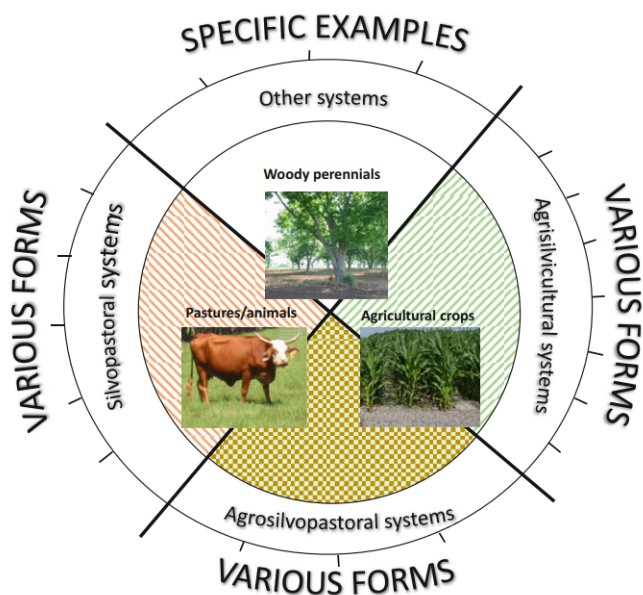 SPECIFIC EXAMPLES
Other systems
Woody perennials
VARIOUS FORMS
Silvopastoral systems
Pastures/animals
Agricultural crops
Agrisilvicultural systems
VARIOUS FORMS
Agrosilvopastoral systems
VARIOUS FORMS